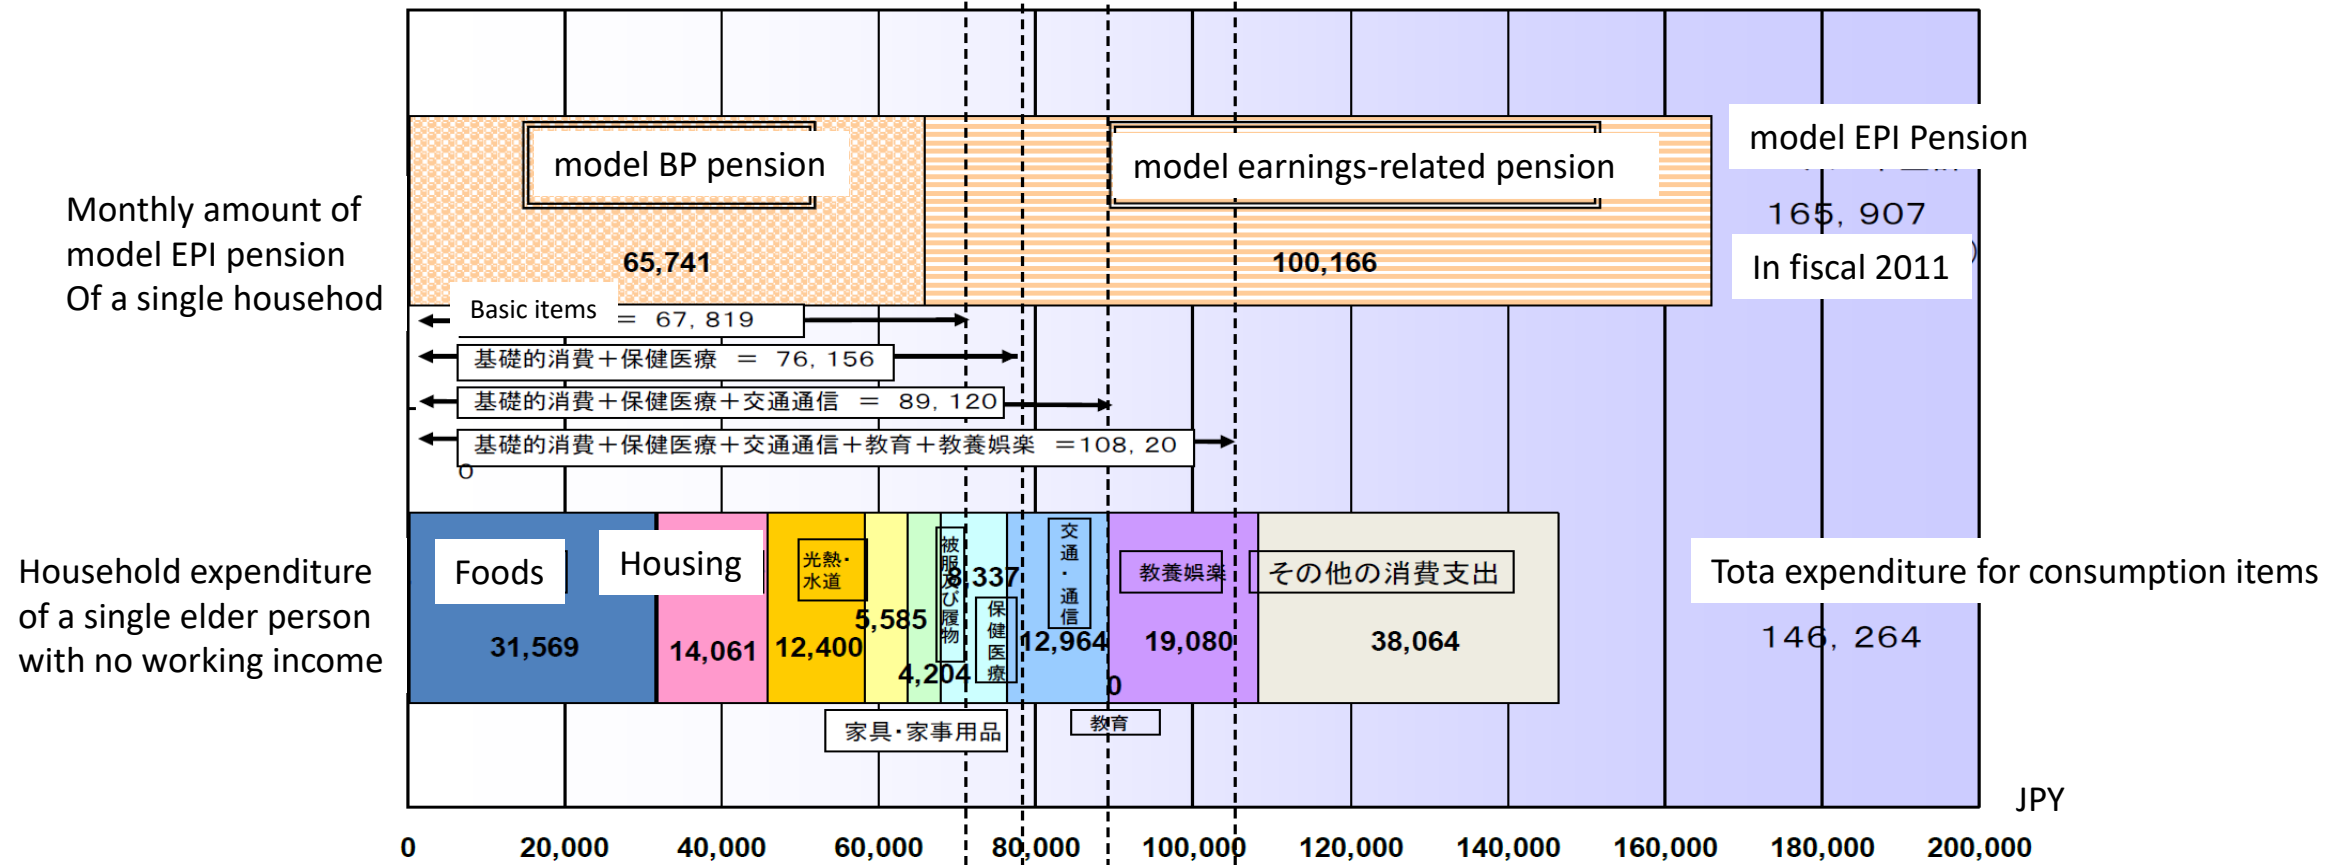 model BP pension
model earnings-related pension
model EPI Pension
165, 907
In fiscal 2011
Monthly amount of
model EPI pension
Of a single househod
65,741
100,166
Basic items = 67, 819
基礎的消費＋保健医療 ＝ 76, 156
基礎的消費＋保健医療＋交通通信 ＝ 89, 120
基礎的消費＋保健医療＋交通通信＋教育＋教養娯楽 ＝108, 20
0
Household expenditure
of a single elder person
with no working income
Foods
31,569
Housing
14,061
光熱・
水道
12,400
5,585
4,204
被服及び履物
8,337
保健医療
交通・通信
12,964
0
教養娯楽
19,080
その他の消費支出
38,064
家具・家事用品
教育
Tota expenditure for consumption items
146, 264
JPY
0 20,000 40,000 60,000 80,000 100,000 120,000 140,000 160,000 180,000 200,000